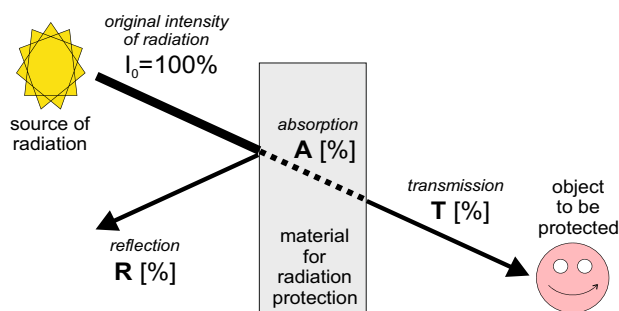 original intensity
of radiation
I₀=100%
source of
radiation
absorption
A [%]
transmission
T [%]
object
to be
protected
reflection
R [%]
material
for
radiation
protection